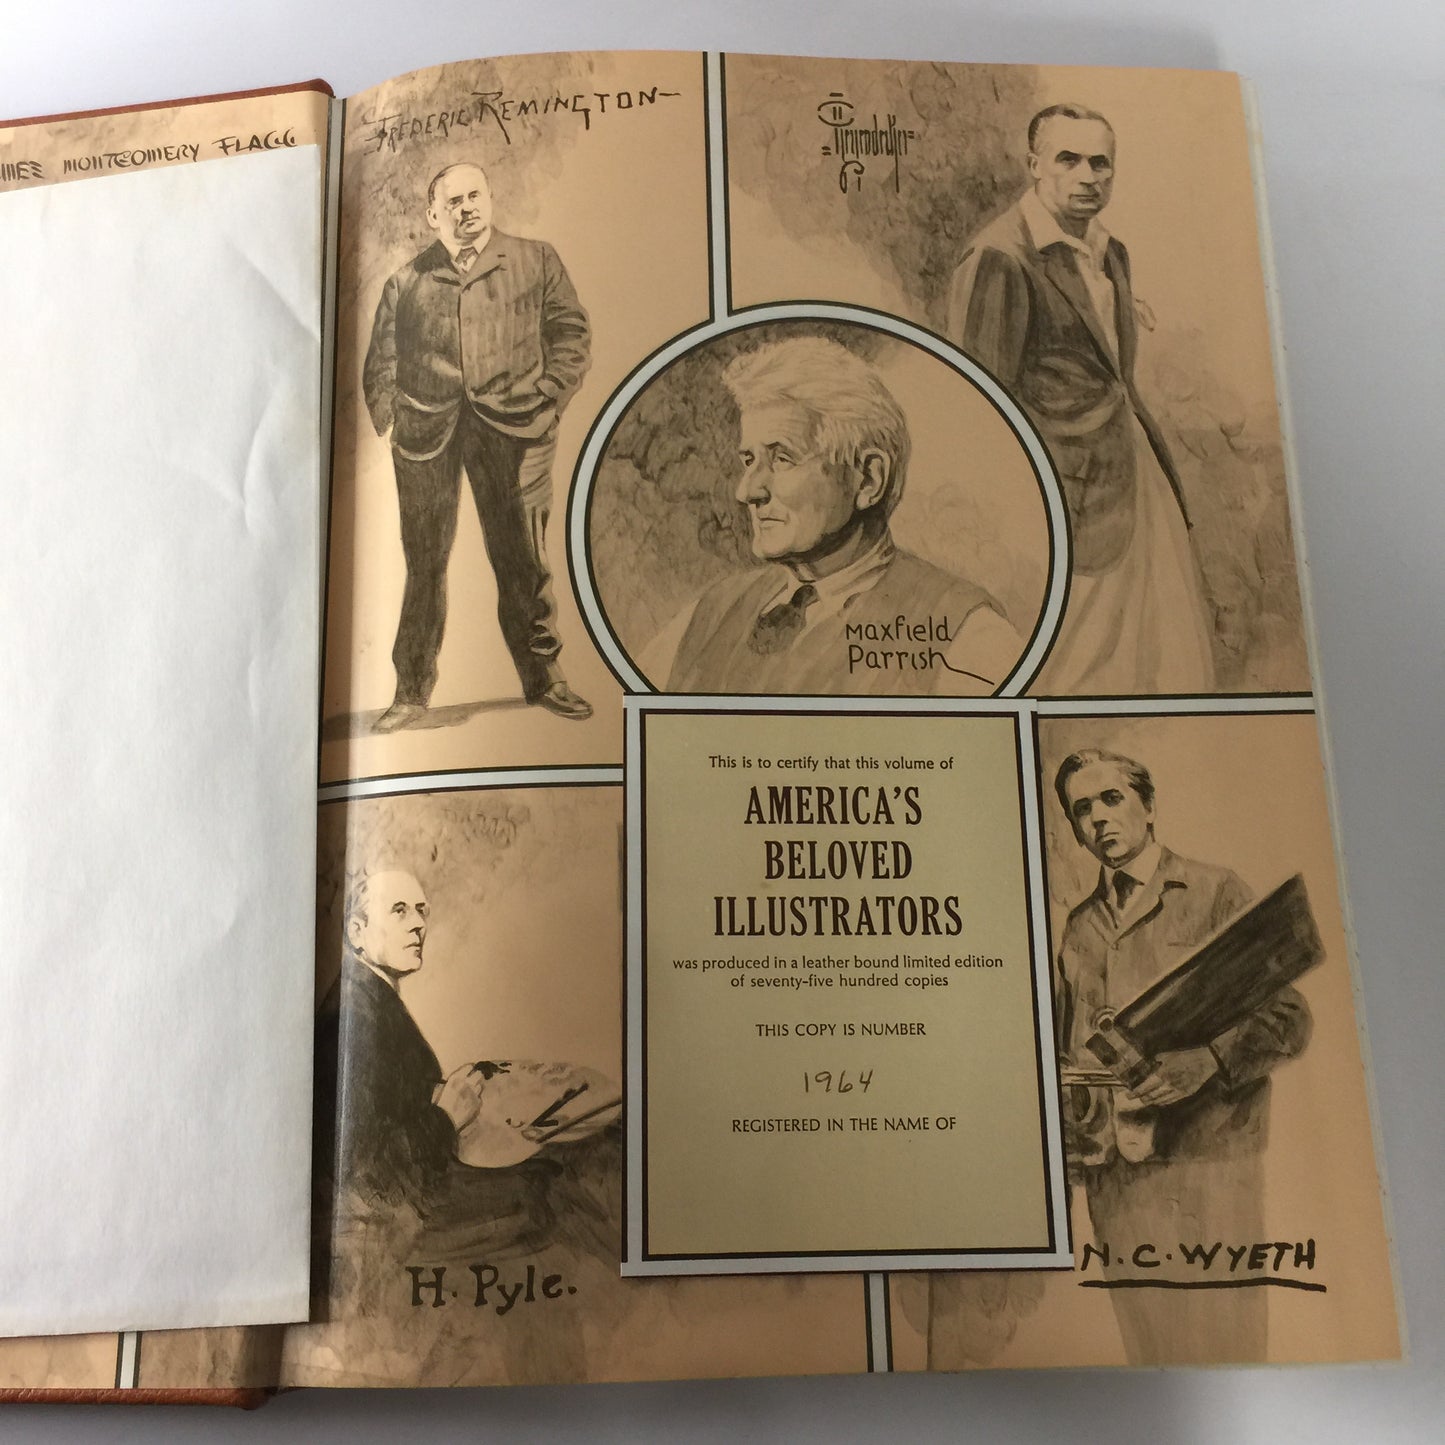 MONTGOMERY FLAGG
FREDERIC REMINGTON
JCLeyendecker
MAXFIELD
PARRISH
This is to certify that this volume of
AMERICA'S
BELOVED
ILLUSTRATORS
was produced in a leather bound limited edition
of seventy-five hundred copies
THIS COPY IS NUMBER
1964
REGISTERED IN THE NAME OF
H. Pyle.
N.C.WYETH